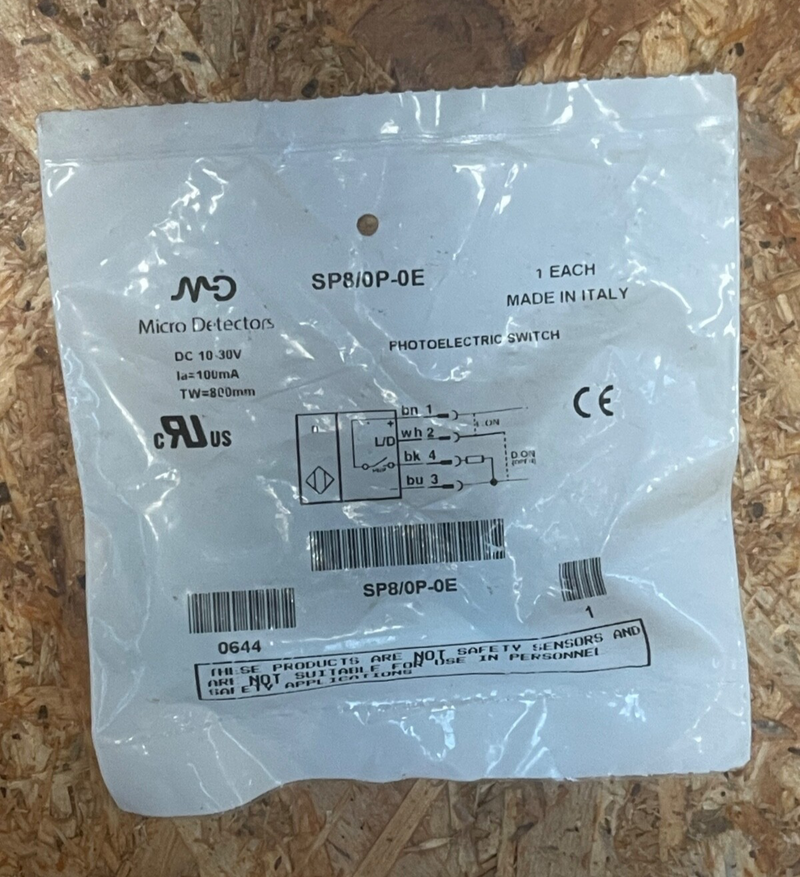 MD
SP8/0P-0E
1 EACH
MADE IN ITALY
Micro Detectors
PHOTOELECTRIC SWITCH
DC 10-30V
Ia=100mA
TW=800mm
CE
c RU US
bn 1
+
L/D
wh 2
bk 4
bu 3
-
D.ON
SP8/0P-0E
0644
1
THESE PRODUCTS ARE NOT SAFETY SENSORS AND
ARE NOT SUITABLE FOR USE IN PERSONNEL
SAFETY APPLICATIONS